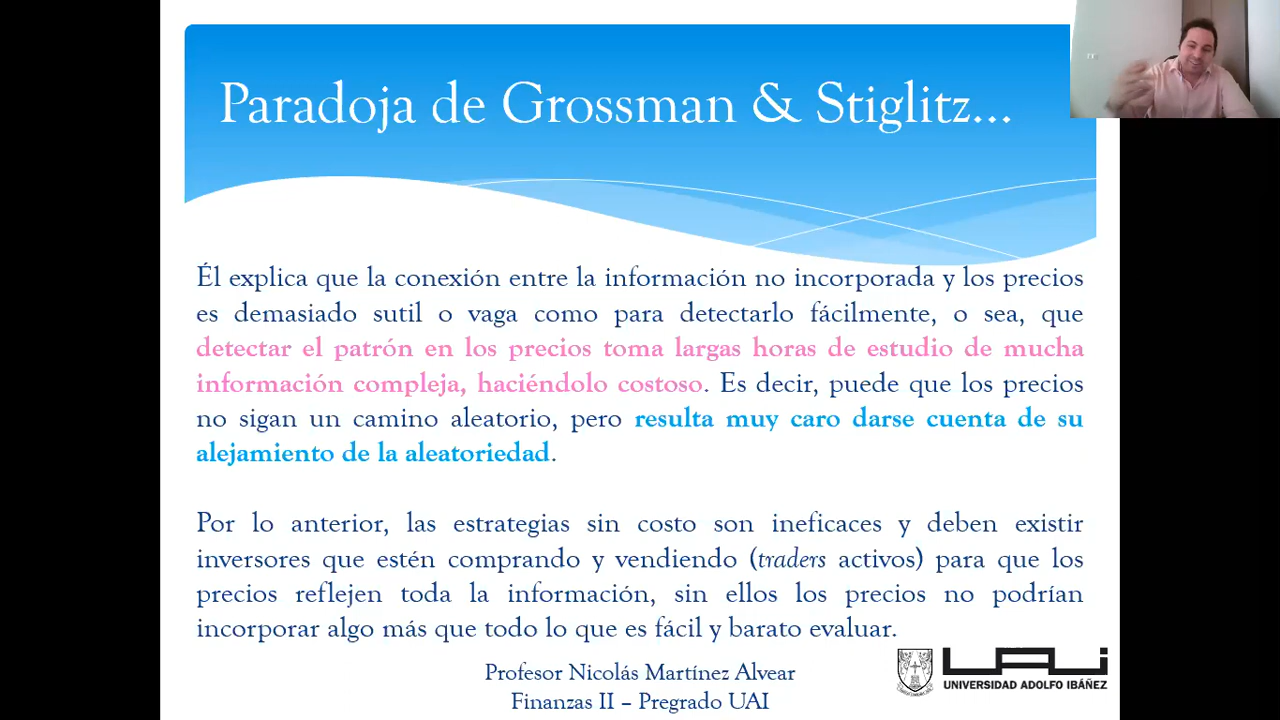 Paradoja de Grossman & Stiglitz...
Él explica que la conexión entre la información no incorporada y los precios
es demasiado sutil o vaga como para detectarlo fácilmente, o sea, que
detectar el patrón en los precios toma largas horas de estudio de mucha
información compleja, haciéndolo costoso. Es decir, puede que los precios
no sigan un camino aleatorio, pero resulta muy caro darse cuenta de su
alejamiento de la aleatoriedad.
Por lo anterior, las estrategias sin costo son ineficaces y deben existir
inversores que estén comprando y vendiendo (traders activos) para que los
precios reflejen toda la información, sin ellos los precios no podrían
incorporar algo más que todo lo que es fácil y barato evaluar.
Profesor Nicolás Martínez Alvear
Finanzas II – Pregrado UAI
UAI
UNIVERSIDAD ADOLFO IBÁÑEZ